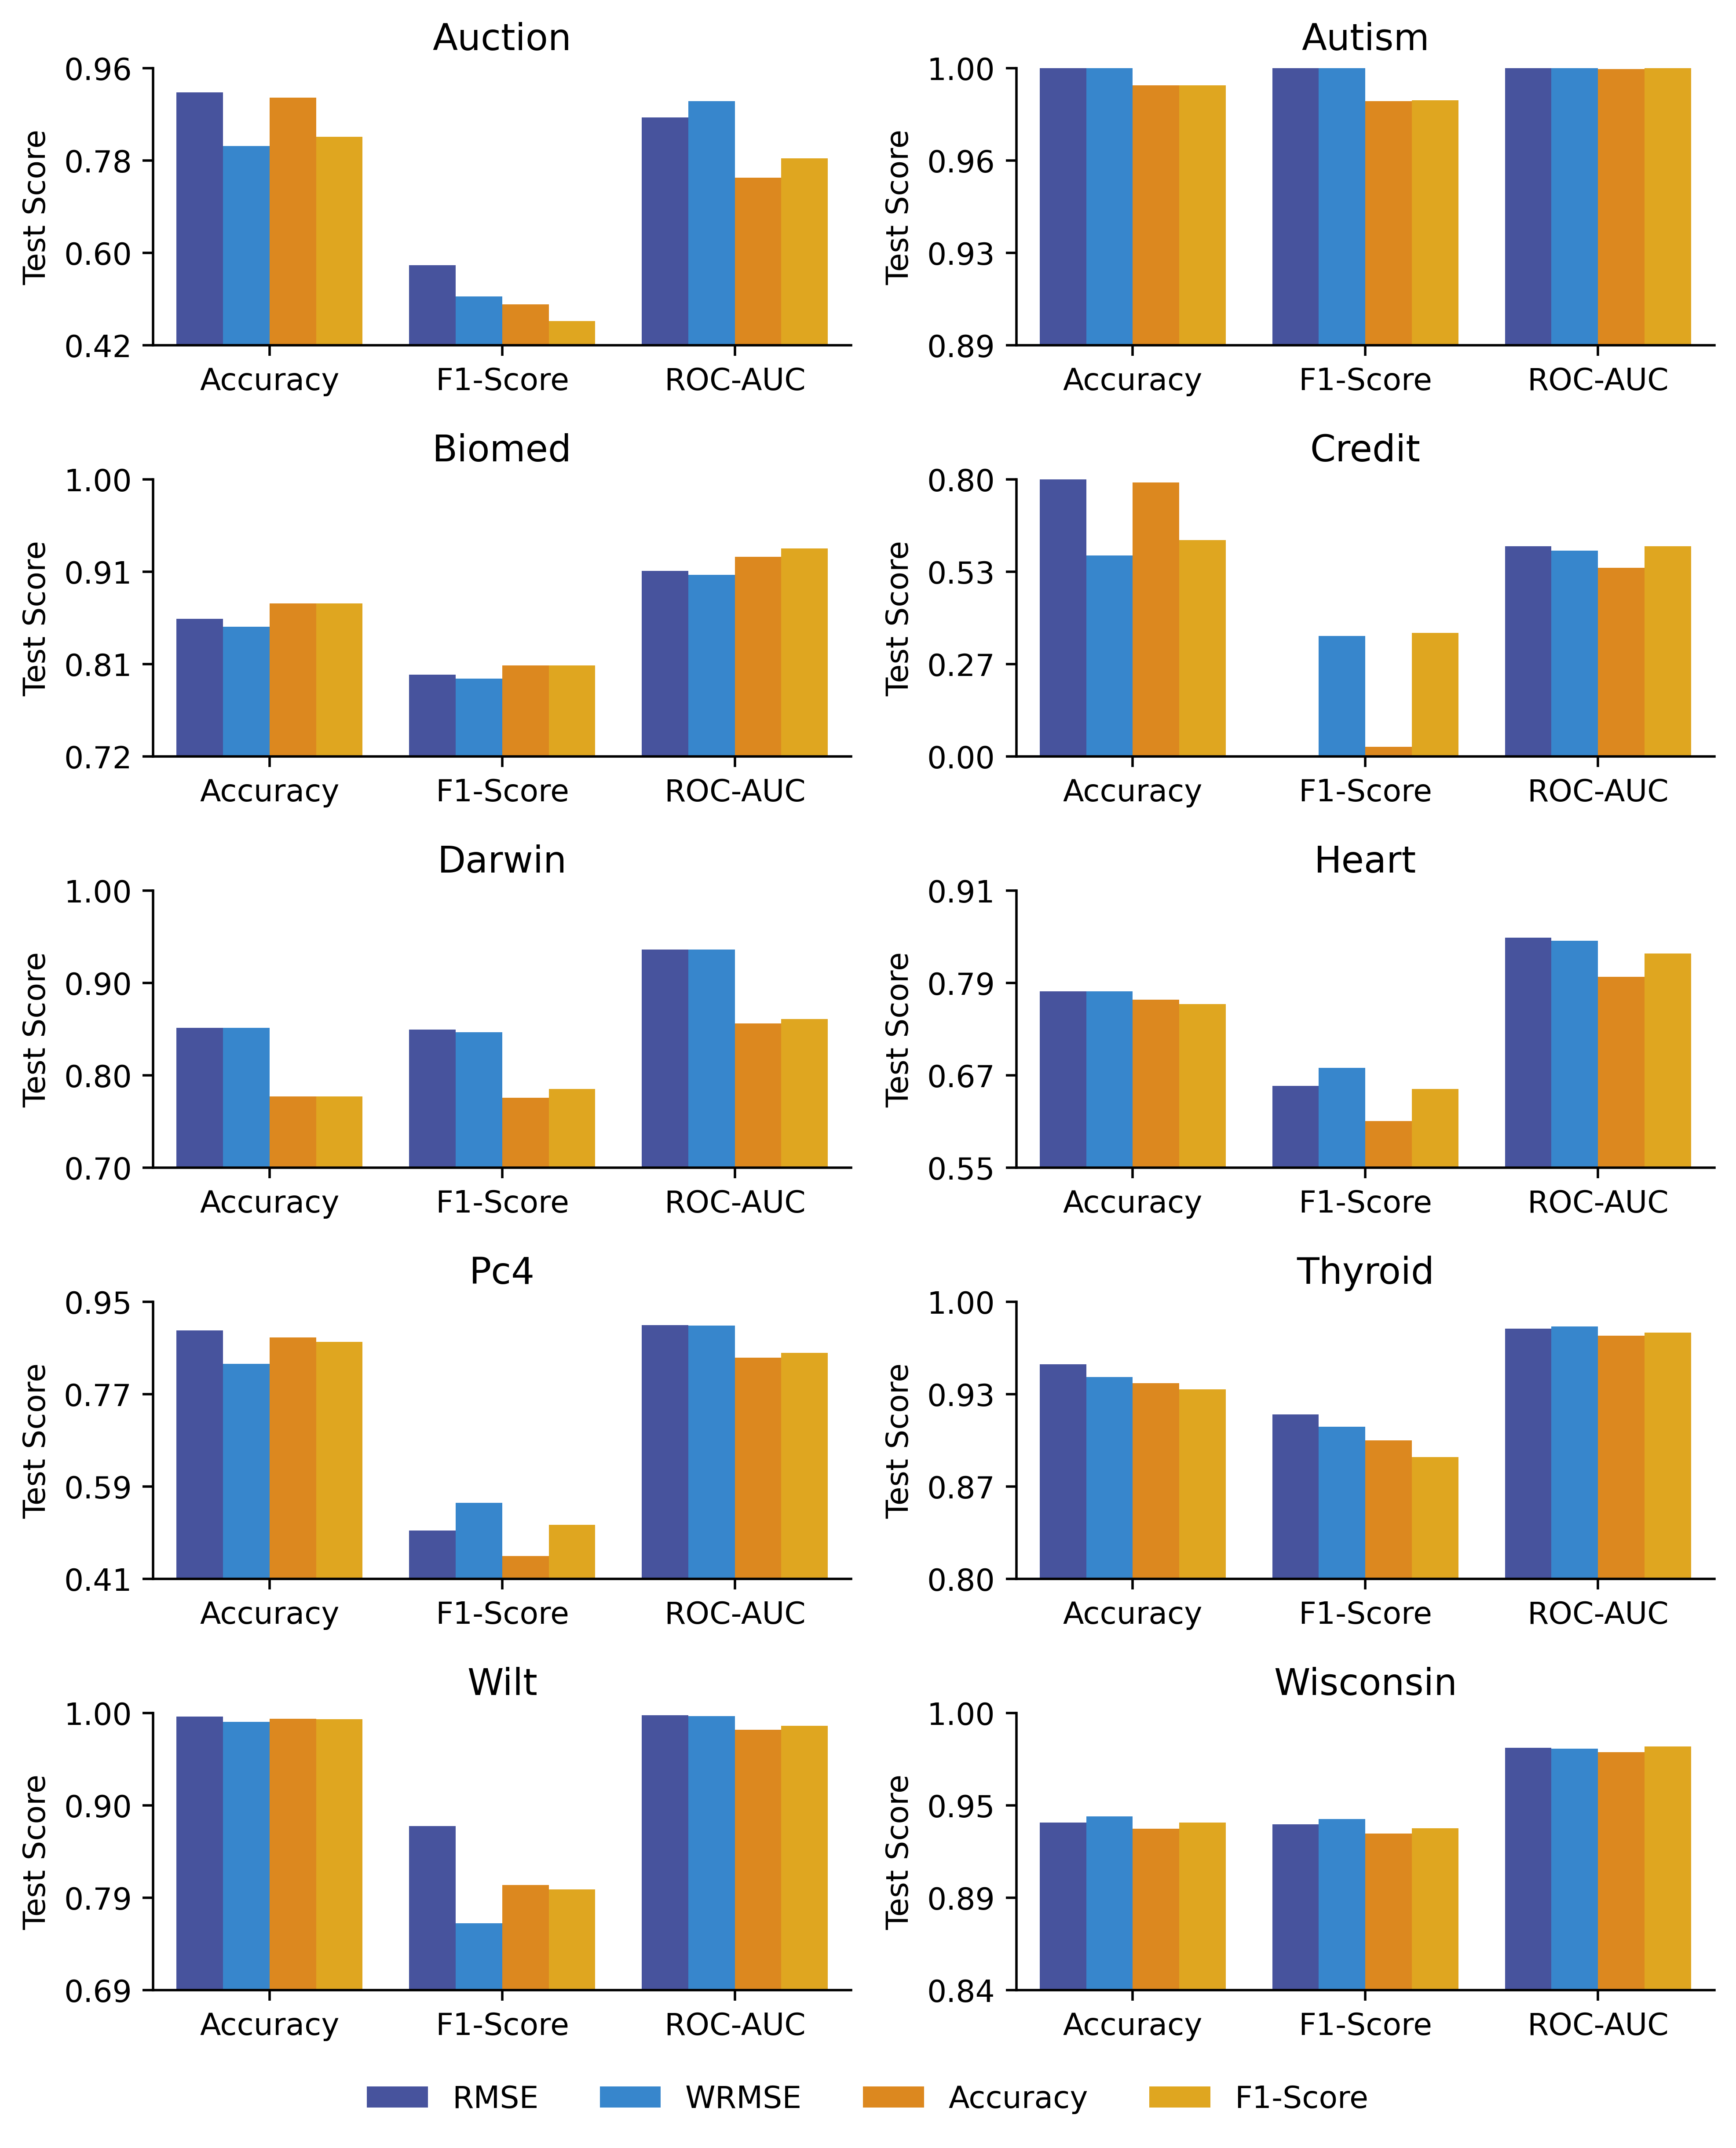 Auction
0.96
0.78
0.60
0.42
Test Score
Accuracy F1-Score ROC-AUC
Autism
1.00
0.96
0.93
0.89
Test Score
Accuracy F1-Score ROC-AUC
Biomed
1.00
0.91
0.81
0.72
Test Score
Accuracy F1-Score ROC-AUC
Credit
0.80
0.53
0.27
0.00
Test Score
Accuracy F1-Score ROC-AUC
Darwin
1.00
0.90
0.80
0.70
Test Score
Accuracy F1-Score ROC-AUC
Heart
0.91
0.79
0.67
0.55
Test Score
Accuracy F1-Score ROC-AUC
Pc4
0.95
0.77
0.59
0.41
Test Score
Accuracy F1-Score ROC-AUC
Thyroid
1.00
0.93
0.87
0.80
Test Score
Accuracy F1-Score ROC-AUC
Wilt
1.00
0.90
0.79
0.69
Test Score
Accuracy F1-Score ROC-AUC
Wisconsin
1.00
0.95
0.89
0.84
Test Score
Accuracy F1-Score ROC-AUC
RMSE WRMSE Accuracy F1-Score